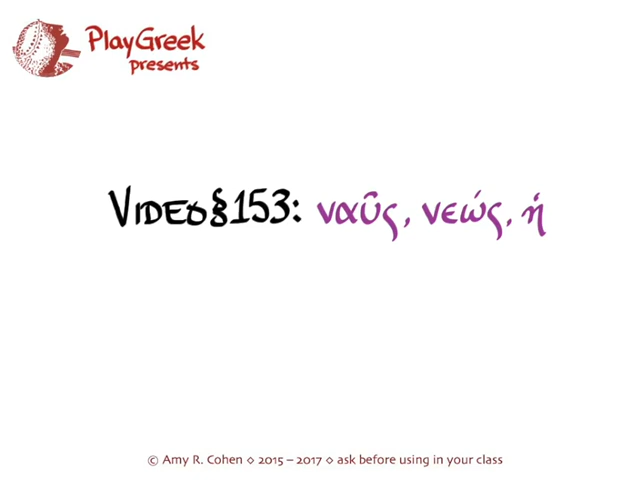 PlayGreek
presents
Video§153: ναῦς, νεώς, ἡ
© Amy R. Cohen ◇ 2015 – 2017 ◇ ask before using in your class